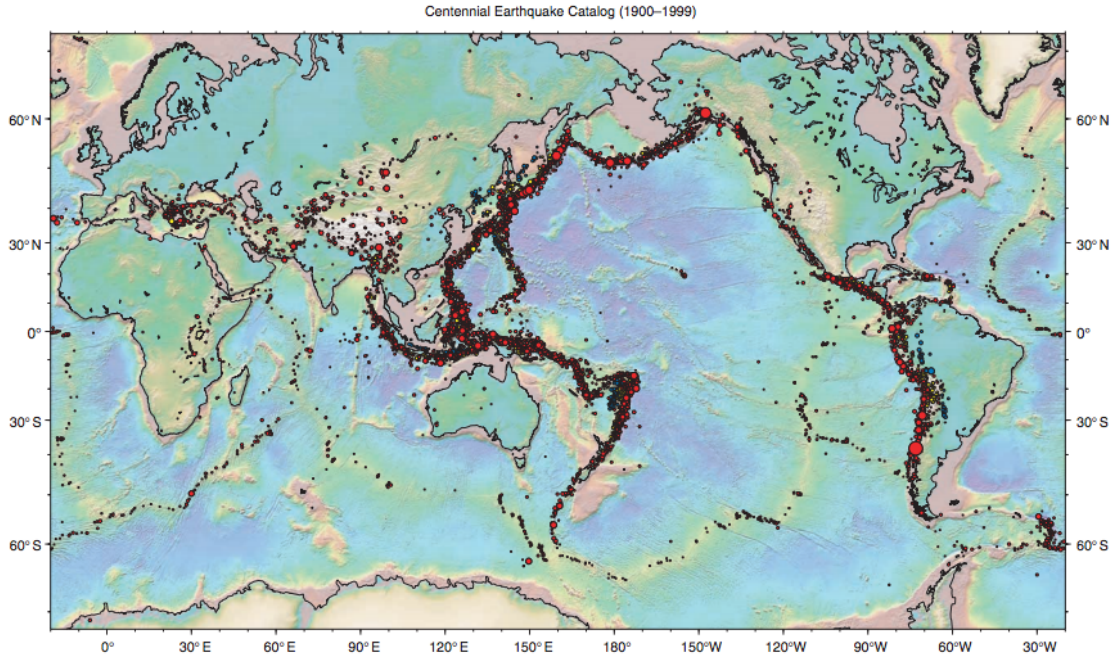 Centennial Earthquake Catalog (1900–1999)
60° N 60° N
30° N 30° N
0° 0°
30° S 30° S
60° S 60° S
0° 30° E 60° E 90° E 120° E 150° E 180° 150° W 120° W 90° W 60° W 30° W